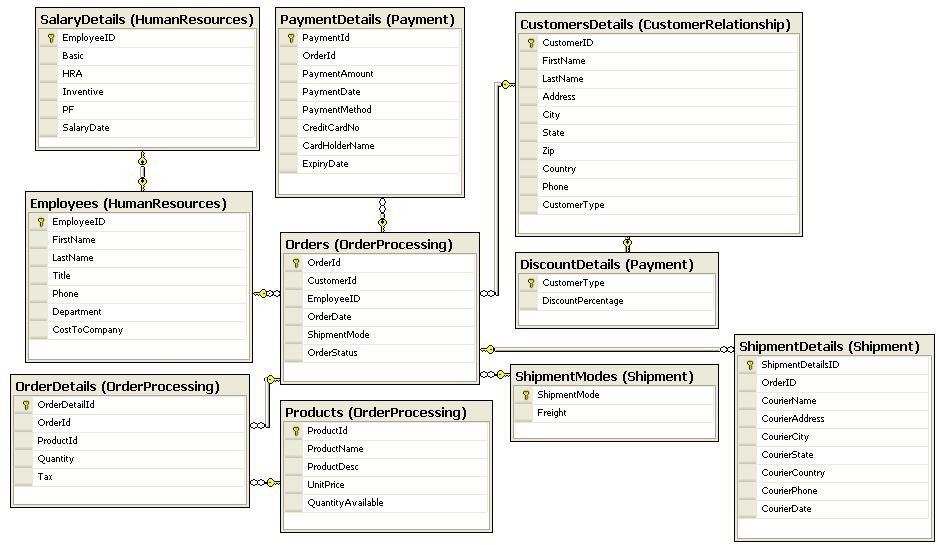 SalaryDetails (HumanResources)
EmployeeID
Basic
HRA
Inventive
PF
SalaryDate
PaymentDetails (Payment)
PaymentId
OrderId
PaymentAmount
PaymentDate
PaymentMethod
CreditCardNo
CardHolderName
ExpiryDate
CustomersDetails (CustomerRelationship)
CustomerID
FirstName
LastName
Address
City
State
Zip
Country
Phone
CustomerType
Employees (HumanResources)
EmployeeID
FirstName
LastName
Title
Phone
Department
CostToCompany
Orders (OrderProcessing)
OrderId
CustomerId
EmployeeID
OrderDate
ShipmentMode
OrderStatus
DiscountDetails (Payment)
CustomerType
DiscountPercentage
ShipmentDetails (Shipment)
ShipmentDetailsID
OrderID
CourierName
CourierAddress
CourierCity
CourierState
CourierCountry
CourierPhone
CourierDate
OrderDetails (OrderProcessing)
OrderDetailId
OrderId
ProductId
Quantity
Tax
Products (OrderProcessing)
ProductId
ProductName
ProductDesc
UnitPrice
QuantityAvailable
ShipmentModes (Shipment)
ShipmentMode
Freight